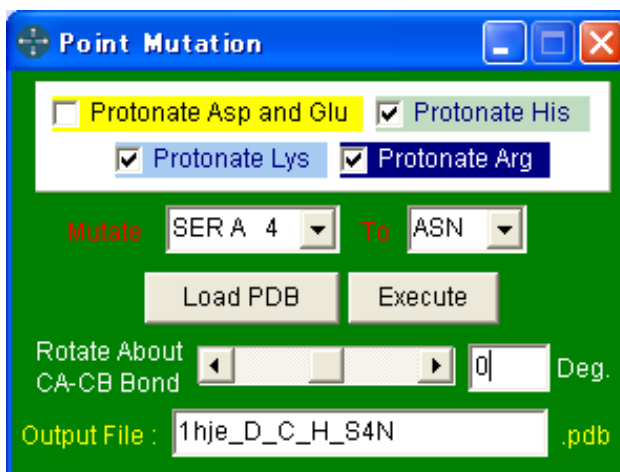 Point Mutation
Protonate Asp and Glu Protonate His
Protonate Lys Protonate Arg
Mutate SER A 4 To ASN
Load PDB Execute
Rotate About
CA-CB Bond 0 Deg.
Output File : 1hje_D_C_H_S4N .pdb